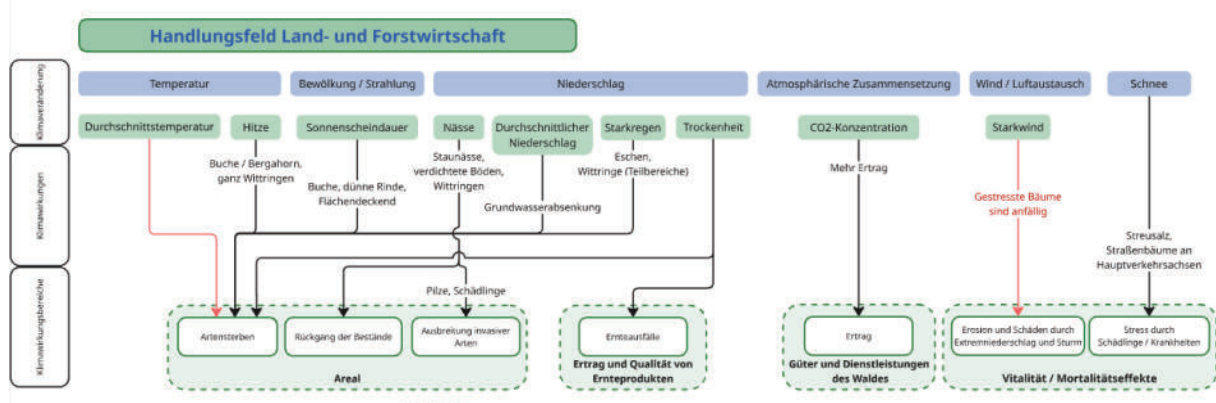 Handlungsfeld Land- und Forstwirtschaft
Klimaveränderung
Temperatur
Bewölkung / Strahlung
Niederschlag
Atmosphärische Zusammensetzung
Wind / Luftaustausch
Schnee
Durchschnittstemperatur
Hitze
Sonnenscheindauer
Nässe
Durchschnittlicher
Niederschlag
Starkregen
Trockenheit
CO2-Konzentration
Starkwind
Klimawirkungen
Buche / Bergahorn,
ganz Wittringen
Buche, dünne Rinde,
Flächendeckend
Staunässe,
verdichtete Böden,
Wittringen
Grundwasserabsenkung
Eschen,
Wittringe (Teilbereiche)
Mehr Ertrag
Gestresste Bäume
sind anfällig
Streusalz,
Straßenbäume an
Hauptverkehrsachsen
Pilze, Schädlinge
Klimawirkungsbereiche
Artensterben
Rückgang der Bestände
Ausbreitung invasiver
Arten
Areal
Ernteausfälle
Ertrag und Qualität von
Ernteprodukten
Ertrag
Güter und Dienstleistungen
des Waldes
Erosion und Schäden durch
Extremniederschlag und Sturm
Stress durch
Schädlinge / Krankheiten
Vitalität / Mortalitätseffekte